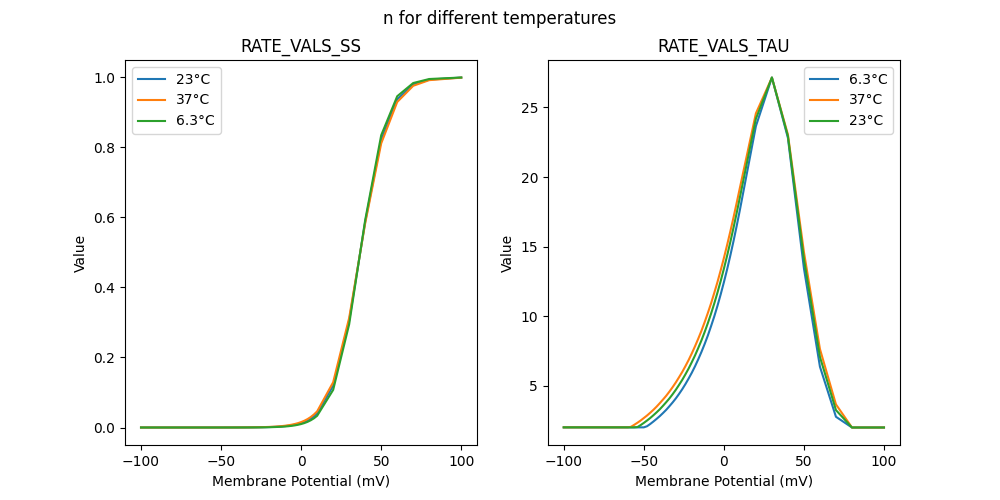 n for different temperatures
RATE_VALS_SS
1.0
0.8
0.6
0.4
0.2
0.0
Value
23°C
37°C
6.3°C
−100
−50
0
50
100
Membrane Potential (mV)
RATE_VALS_TAU
25
20
15
10
5
Value
6.3°C
37°C
23°C
−100
−50
0
50
100
Membrane Potential (mV)